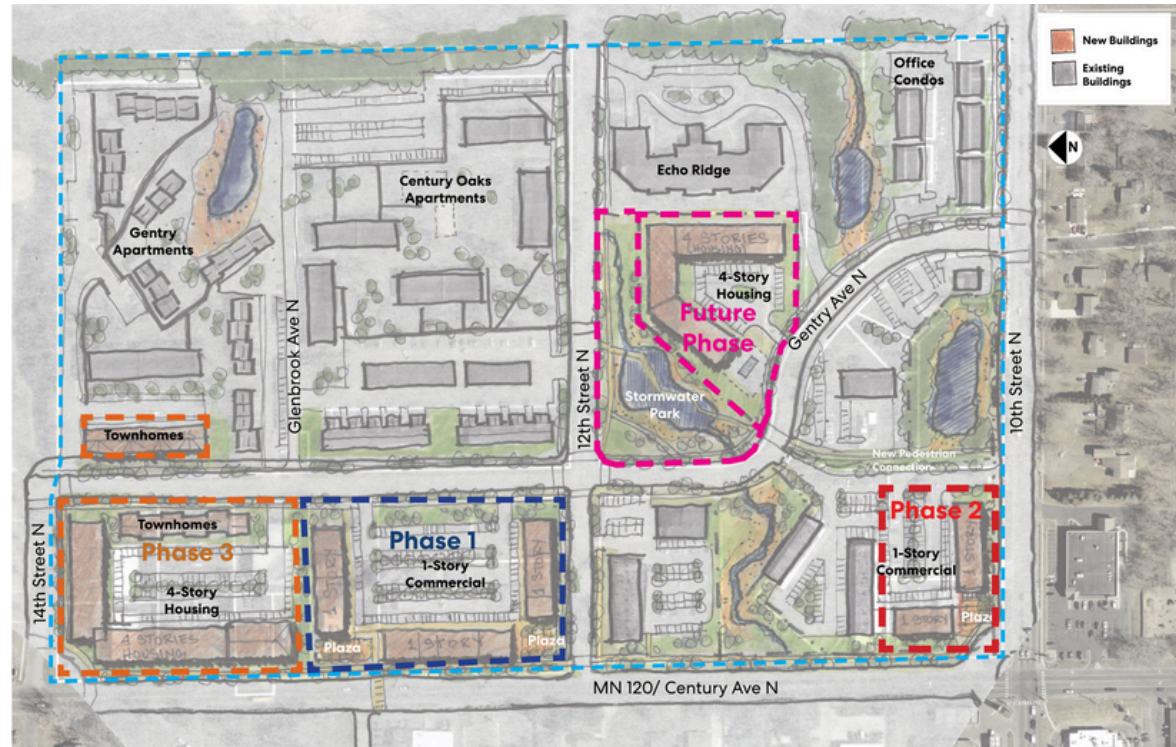 New Buildings
Existing
Buildings
N
Office
Condos
Echo Ridge
Century Oaks
Apartments
Gentry
Apartments
4 STORIES
(HOUSING)
4-Story
Housing
Future
Phase
Gentry Ave N
Glenbrook Ave N
12th Street N
10th Street N
Stormwater
Park
Townhomes
New Pedestrian
Connection
14th Street N
Townhomes
Phase 3
4-Story
Housing
4 STORIES
HOUSING
Phase 1
1-Story
Commercial
1 STORY
1 STORY
1 STORY
Plaza
Plaza
Phase 2
1-Story
Commercial
1 STORY
1 STORY
Plaza
MN 120/ Century Ave N